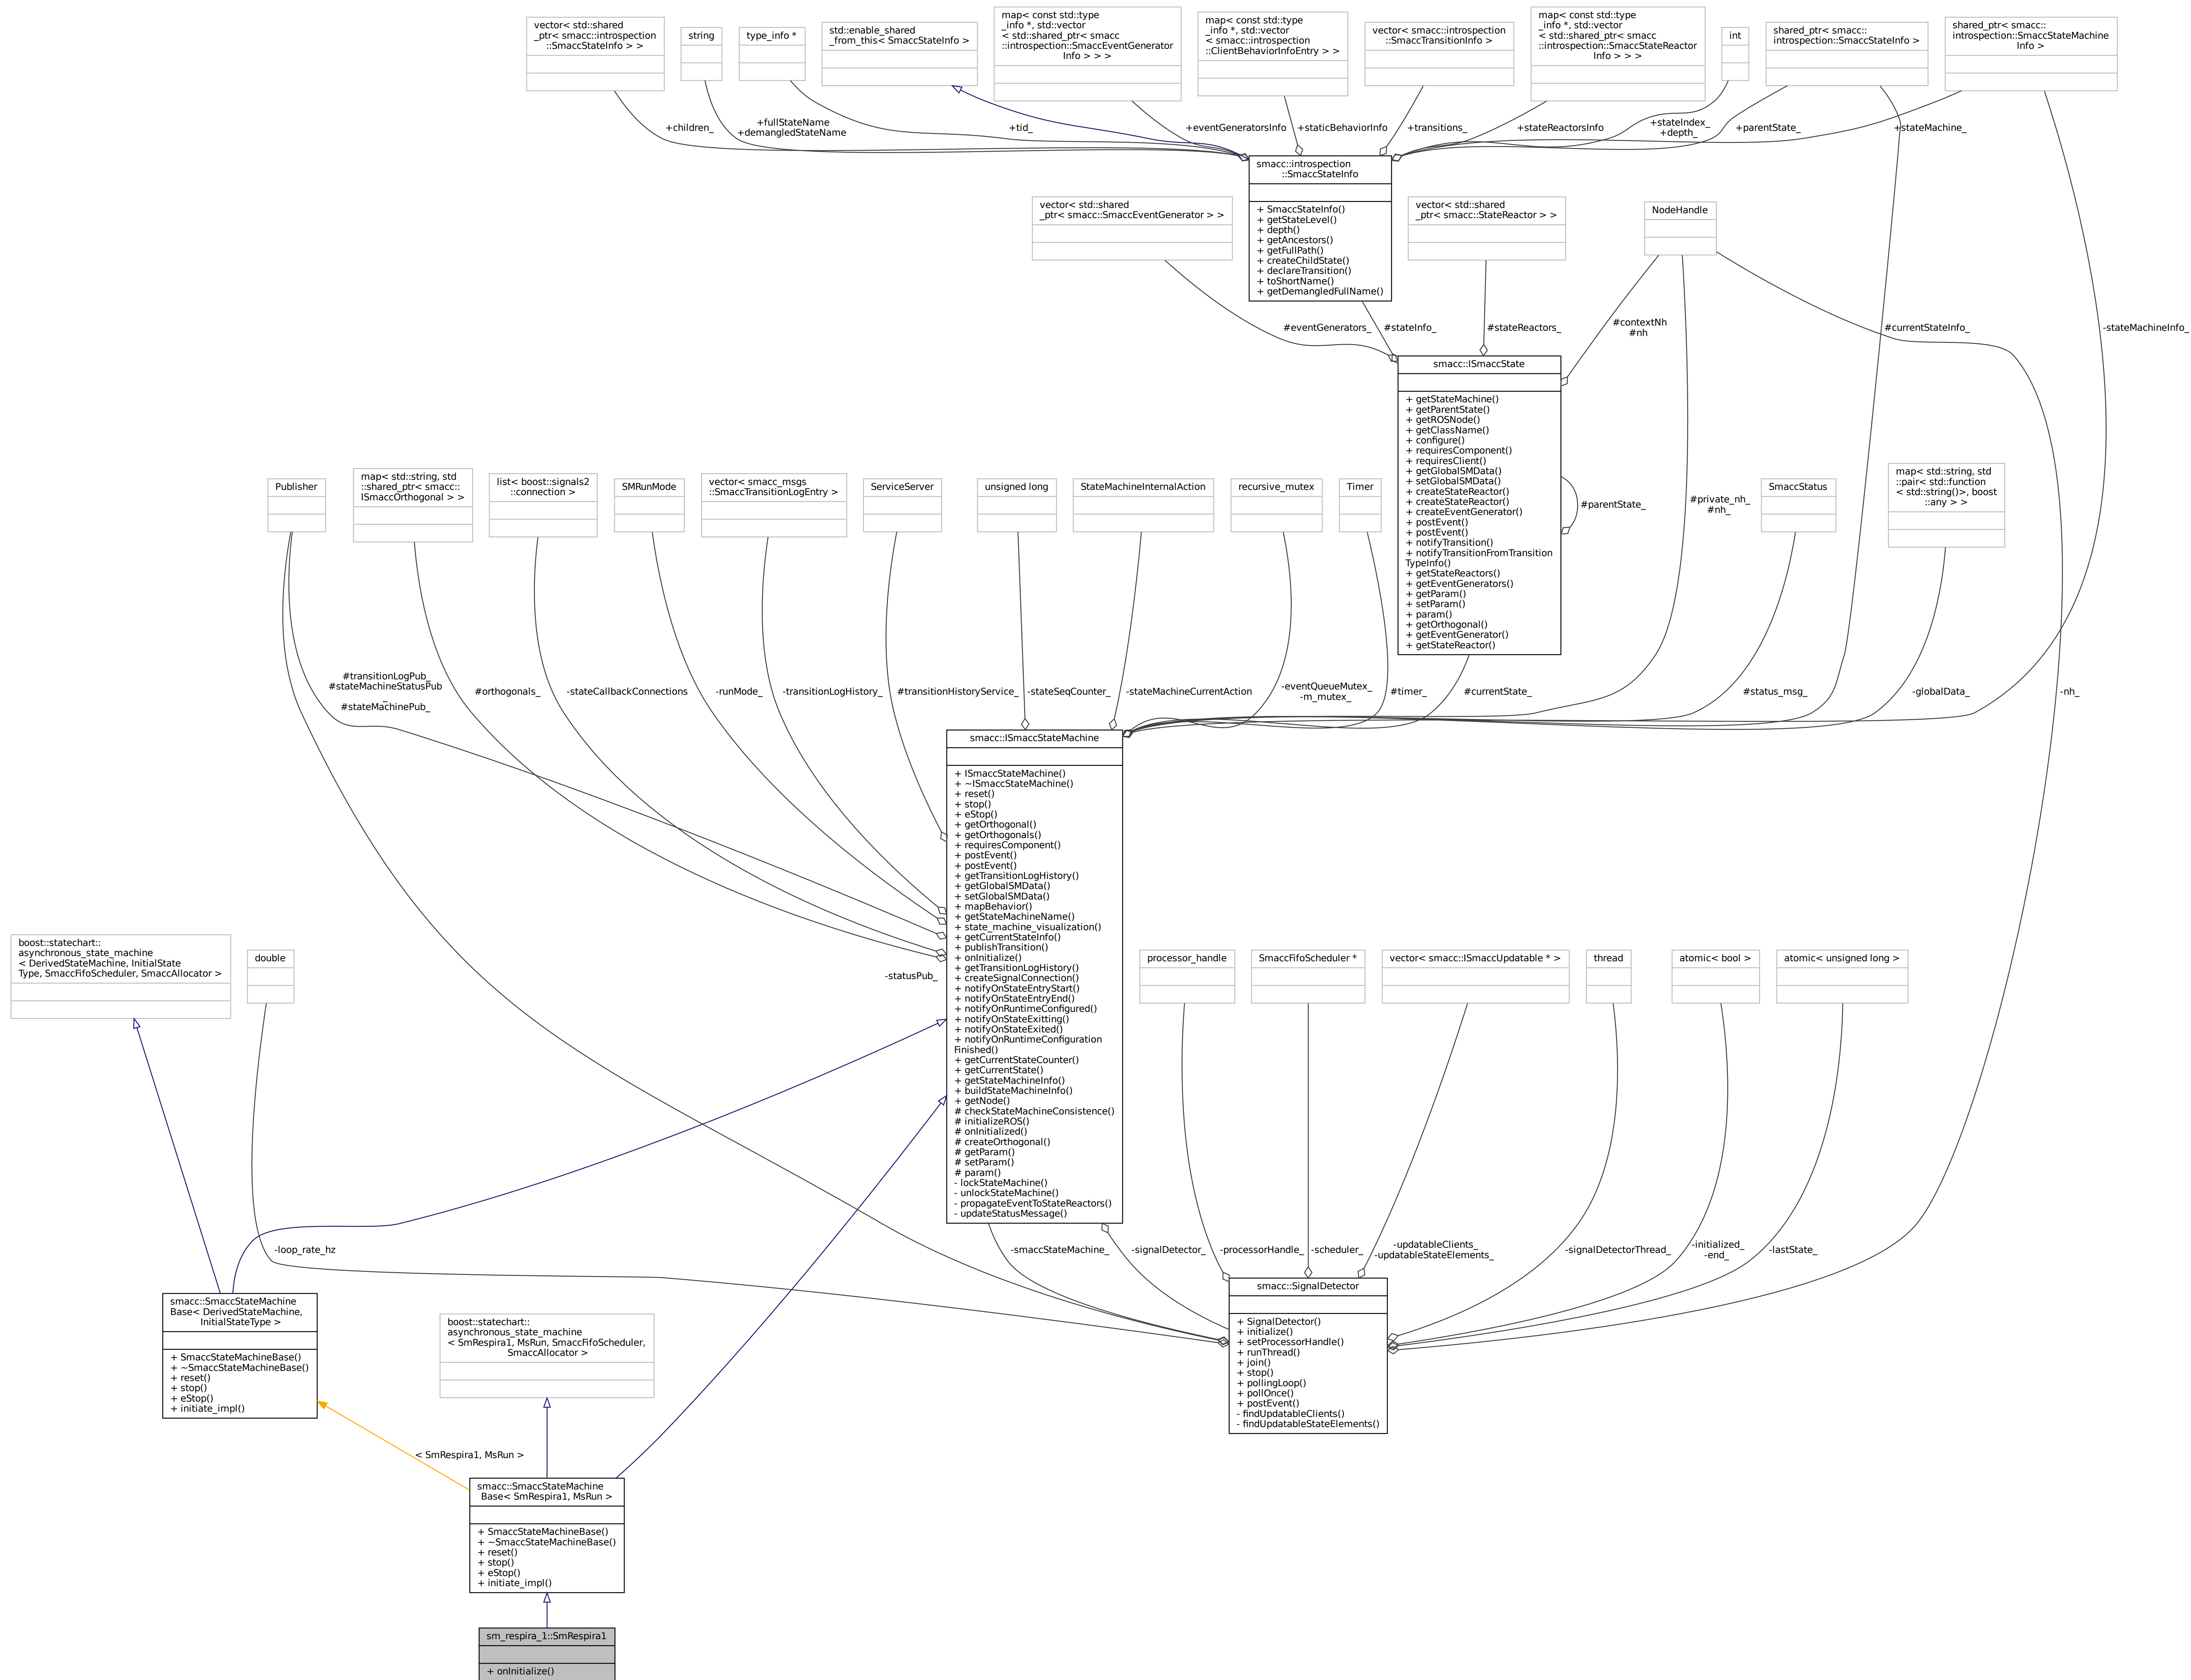 vector< std::shared
_ptr< smacc::introspection
::SmaccStateInfo > >
string
type_info *
std::enable_shared
_from_this< SmaccStateInfo >
map< const std::type
_info *, std::vector
< std::shared_ptr< smacc
::introspection::SmaccEventGenerator
Info > > >
map< const std::type
_info *, std::vector
< smacc::introspection
::ClientBehaviorInfoEntry > >
vector< smacc::introspection
::SmaccTransitionInfo >
map< const std::type
_info *, std::vector
< std::shared_ptr< smacc
::introspection::SmaccStateReactor
Info > > >
int
shared_ptr< smacc::
introspection::SmaccStateInfo >
shared_ptr< smacc::
introspection::SmaccStateMachine
Info >
+children_
+fullStateName
+demangledStateName
+tid_
+eventGeneratorsInfo
+staticBehaviorInfo
+transitions_
+stateReactorsInfo
+stateIndex_
+depth_
+parentState_
+stateMachine_
smacc::introspection
::SmaccStateInfo
+ SmaccStateInfo()
+ getStateLevel()
+ depth()
+ getAncestors()
+ getFullPath()
+ createChildState()
+ declareTransition()
+ toShortName()
+ getDemangledFullName()
vector< std::shared
_ptr< smacc::SmaccEventGenerator > >
vector< std::shared
_ptr< smacc::StateReactor > >
NodeHandle
#eventGenerators_
#stateInfo_
#stateReactors_
#contextNh
#nh
#currentStateInfo_
-stateMachineInfo_
smacc::ISmaccState
+ getStateMachine()
+ getParentState()
+ getROSNode()
+ getClassName()
+ configure()
+ requiresComponent()
+ requiresClient()
+ getGlobalSMData()
+ setGlobalSMData()
+ createStateReactor()
+ createStateReactor()
+ createEventGenerator()
+ postEvent()
+ postEvent()
+ notifyTransition()
+ notifyTransitionFromTransition
TypeInfo()
+ getStateReactors()
+ getEventGenerators()
+ getParam()
+ setParam()
+ param()
+ getOrthogonal()
+ getEventGenerator()
+ getStateReactor()
#parentState_
#private_nh_
#nh_
Publisher
map< std::string, std
::shared_ptr< smacc::
ISmaccOrthogonal > >
list< boost::signals2
::connection >
SMRunMode
vector< smacc_msgs
::SmaccTransitionLogEntry >
ServiceServer
unsigned long
StateMachineInternalAction
recursive_mutex
Timer
SmaccStatus
map< std::string, std
::pair< std::function
< std::string()>, boost
::any > >
#transitionLogPub_
#stateMachineStatusPub
_
#stateMachinePub_
#orthogonals_
-stateCallbackConnections
-runMode_
-transitionLogHistory_
#transitionHistoryService_
-stateSeqCounter_
-stateMachineCurrentAction
-eventQueueMutex_
-m_mutex_
#timer_
#currentState_
#status_msg_
-globalData_
-nh_
smacc::ISmaccStateMachine
+ ISmaccStateMachine()
+ ~ISmaccStateMachine()
+ reset()
+ stop()
+ eStop()
+ getOrthogonal()
+ getOrthogonals()
+ requiresComponent()
+ postEvent()
+ postEvent()
+ getTransitionLogHistory()
+ getGlobalSMData()
+ setGlobalSMData()
+ mapBehavior()
+ getStateMachineName()
+ state_machine_visualization()
+ getCurrentStateInfo()
+ publishTransition()
+ onInitialize()
+ getTransitionLogHistory()
+ createSignalConnection()
+ notifyOnStateEntryStart()
+ notifyOnStateEntryEnd()
+ notifyOnRuntimeConfigured()
+ notifyOnStateExitting()
+ notifyOnStateExited()
+ notifyOnRuntimeConfiguration
Finished()
+ getCurrentStateCounter()
+ getCurrentState()
+ getStateMachineInfo()
+ buildStateMachineInfo()
+ getNode()
# checkStateMachineConsistence()
# initializeROS()
# onInitialized()
# createOrthogonal()
# getParam()
# setParam()
# param()
- lockStateMachine()
- unlockStateMachine()
- propagateEventToStateReactors()
- updateStatusMessage()
boost::statechart::
asynchronous_state_machine
< DerivedStateMachine, InitialState
Type, SmaccFifoScheduler, SmaccAllocator >
double
-statusPub_
processor_handle
SmaccFifoScheduler *
vector< smacc::ISmaccUpdatable * >
thread
atomic< bool >
atomic< unsigned long >
-loop_rate_hz
-smaccStateMachine_
-signalDetector_
-processorHandle_
-scheduler_
-updatableClients_
-updatableStateElements_
-signalDetectorThread_
-initialized_
-end_
-lastState_
smacc::SmaccStateMachine
Base< DerivedStateMachine,
InitialStateType >
+ SmaccStateMachineBase()
+ ~SmaccStateMachineBase()
+ reset()
+ stop()
+ eStop()
+ initiate_impl()
boost::statechart::
asynchronous_state_machine
< SmRespira1, MsRun, SmaccFifoScheduler,
SmaccAllocator >
smacc::SignalDetector
+ SignalDetector()
+ initialize()
+ setProcessorHandle()
+ runThread()
+ join()
+ stop()
+ pollingLoop()
+ pollOnce()
+ postEvent()
- findUpdatableClients()
- findUpdatableStateElements()
< SmRespira1, MsRun >
smacc::SmaccStateMachine
Base< SmRespira1, MsRun >
+ SmaccStateMachineBase()
+ ~SmaccStateMachineBase()
+ reset()
+ stop()
+ eStop()
+ initiate_impl()
sm_respira_1::SmRespira1
+ onInitialize()